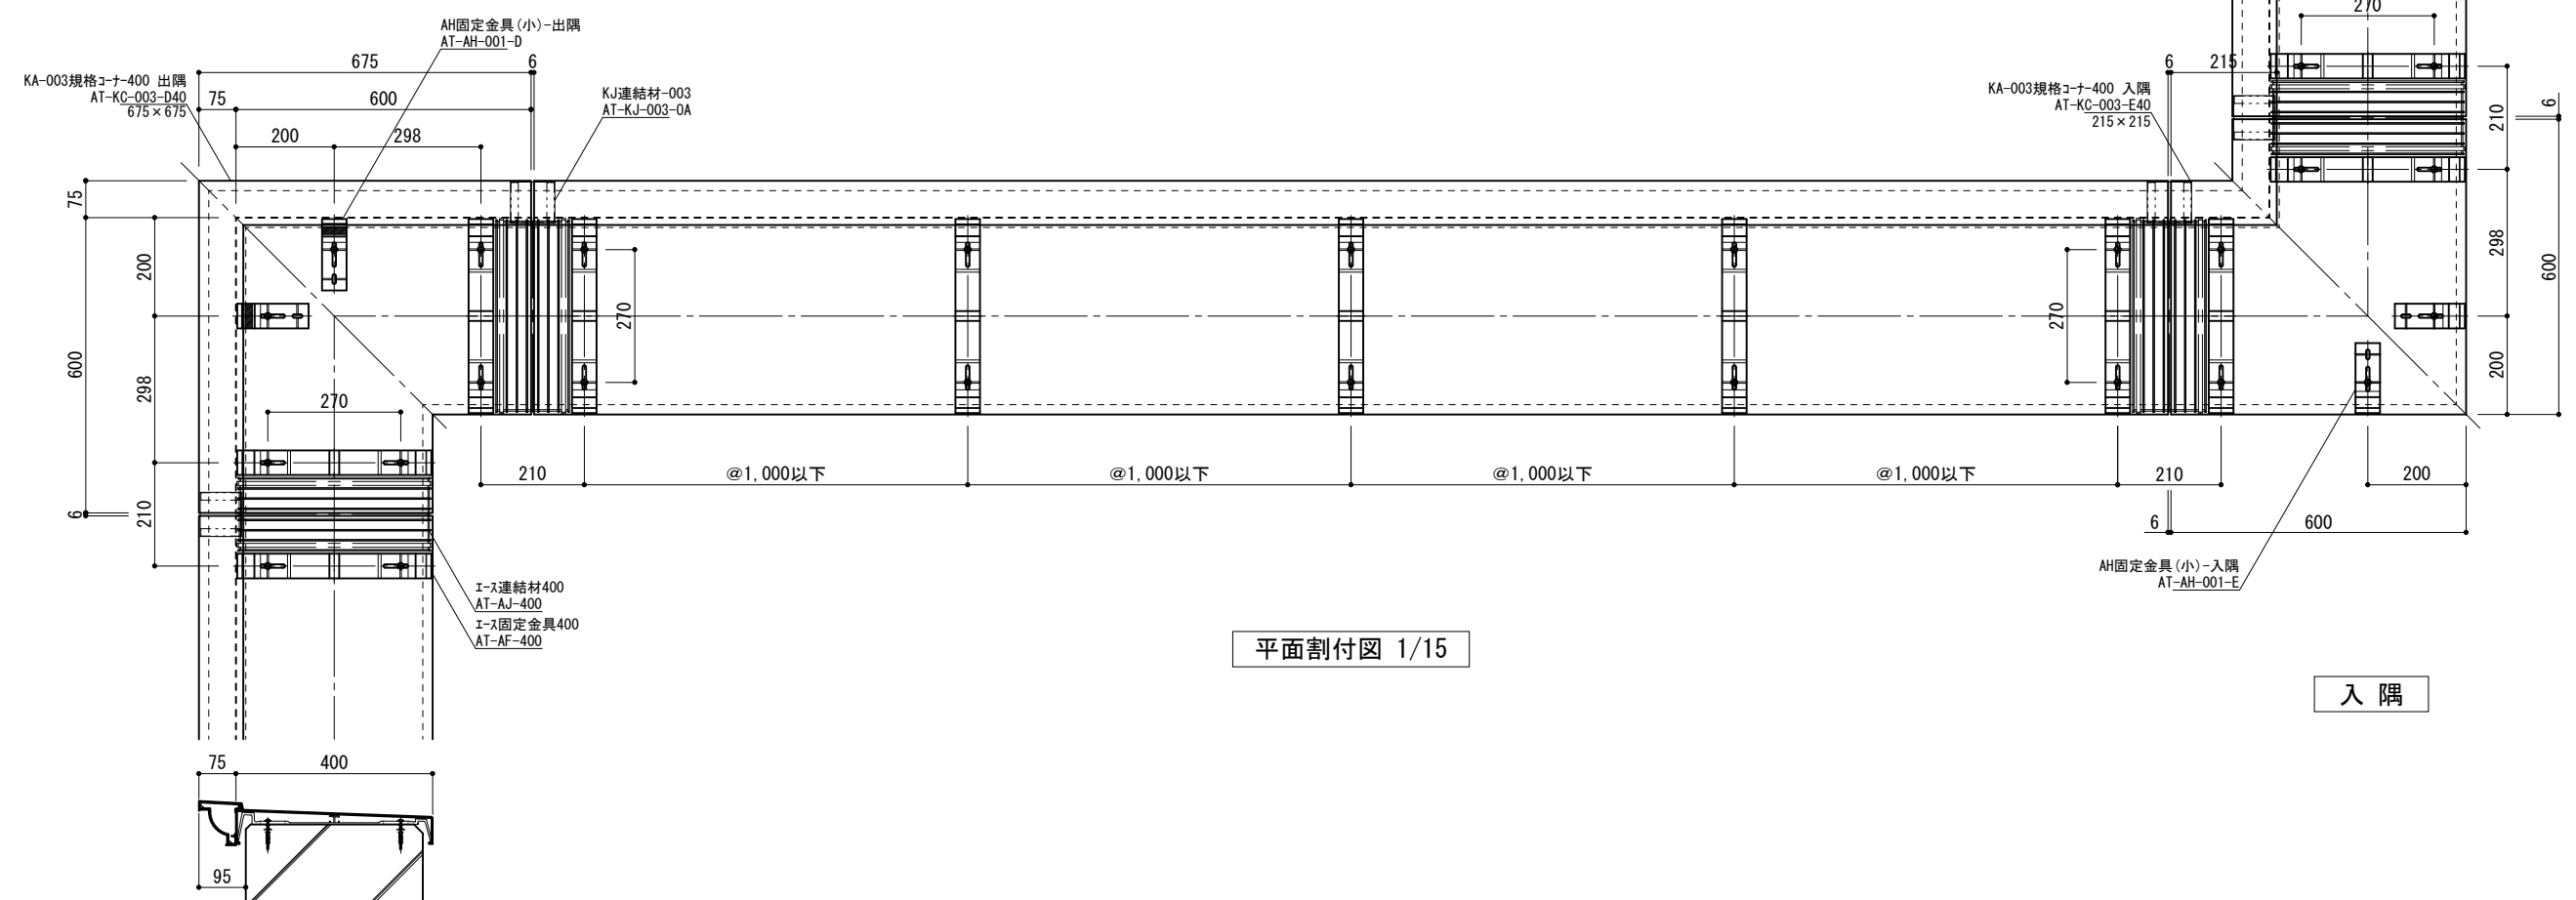 AH固定金具(小)-出隅
AT-AH-001-D
270
675
6
6
215
KA-003規格ｺｰﾅｰ400 出隅
AT-KC-003-D40
675×675
75
600
KJ連結材-003
AT-KJ-003-0A
KA-003規格ｺｰﾅｰ400 入隅
AT-KC-003-E40
215×215
210
6
200
298
75
200
298
600
270
270
298
600
200
270
210
6
210
@1,000以下
@1,000以下
@1,000以下
@1,000以下
210
200
6
600
ｴｰｽ連結材400
AT-AJ-400
ｴｰｽ固定金具400
AT-AF-400
AH固定金具(小)-入隅
AT-AH-001-E
平面割付図 1/15
入 隅
75
400
95